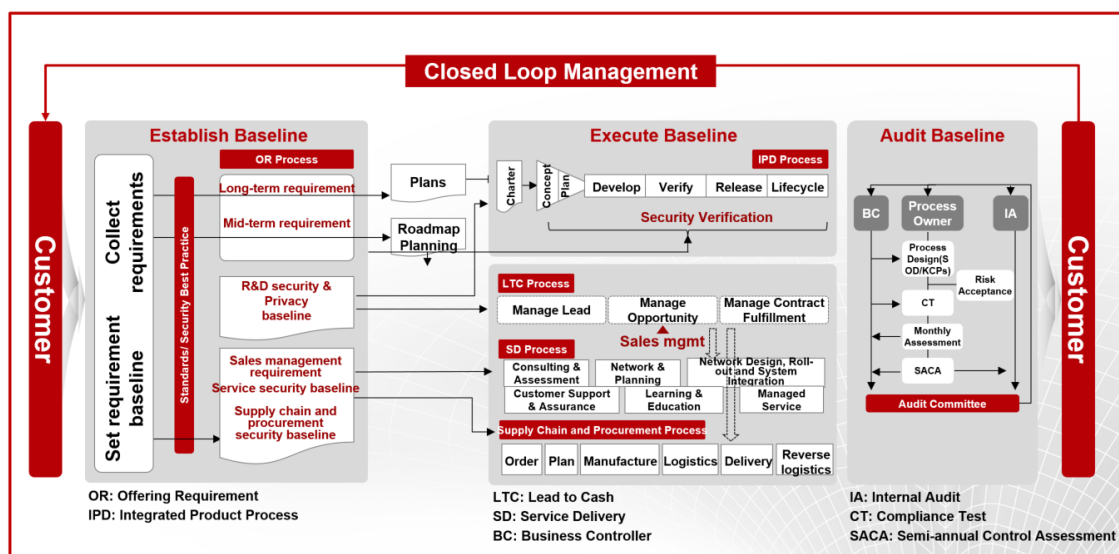 Closed Loop Management
Customer
Establish Baseline
OR Process
Collect
requirements
Set requirement
baseline
Standards/ Security Best Practice
Long-term requirement
Mid-term requirement
R&D security &
Privacy
baseline
Sales management
requirement
Service security baseline
Supply chain and
procurement
security baseline
Plans
Roadmap
Planning
Execute Baseline
IPD Process
Charter
Concept
Plan
Develop
Verify
Release
Lifecycle
Security Verification
LTC Process
Manage Lead
Manage
Opportunity
Manage Contract
Fulfillment
Sales mgmt
SD Process
Consulting &
Assessment
Network &
Planning
Network Design, Roll-
out and System
Integration
Customer Support
& Assurance
Learning &
Education
Managed
Service
Supply Chain and Procurement Process
Order
Plan
Manufacture
Logistics
Delivery
Reverse
logistics
Audit Baseline
BC
Process
Owner
IA
Process
Design(S
OD/KCPs)
Risk
Acceptance
CT
Monthly
Assessment
SACA
Audit Committee
Customer
OR: Offering Requirement
IPD: Integrated Product Process
LTC: Lead to Cash
SD: Service Delivery
BC: Business Controller
IA: Internal Audit
CT: Compliance Test
SACA: Semi-annual Control Assessment